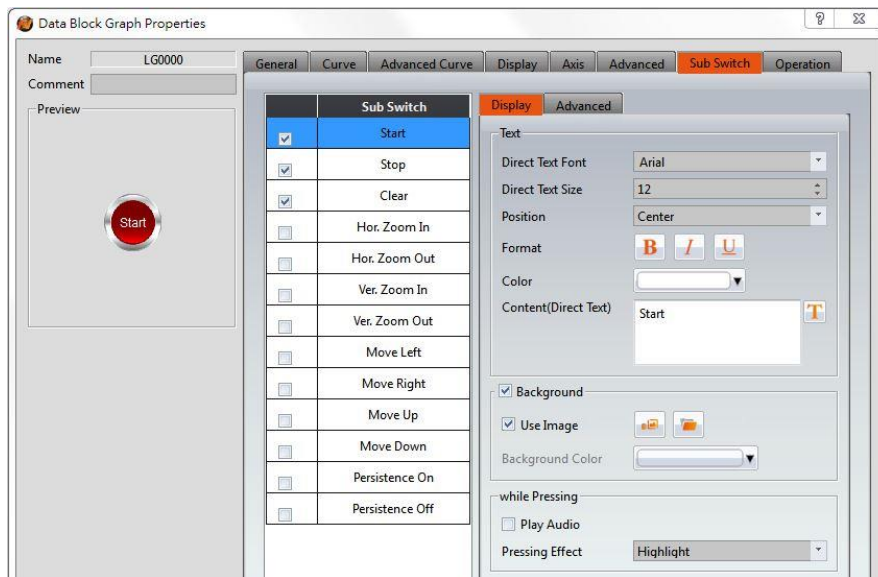 Data Block Graph Properties
Name LG0000
Comment
Preview
Start
General Curve Advanced Curve Display Axis Advanced Sub Switch Operation
Sub Switch
Start
Stop
Clear
Hor. Zoom In
Hor. Zoom Out
Ver. Zoom In
Ver. Zoom Out
Move Left
Move Right
Move Up
Move Down
Persistence On
Persistence Off
Display Advanced
Text
Direct Text Font Arial
Direct Text Size 12
Position Center
Format B I U
Color
Content(Direct Text) Start T
Background
Use Image
Background Color
while Pressing
Play Audio
Pressing Effect Highlight